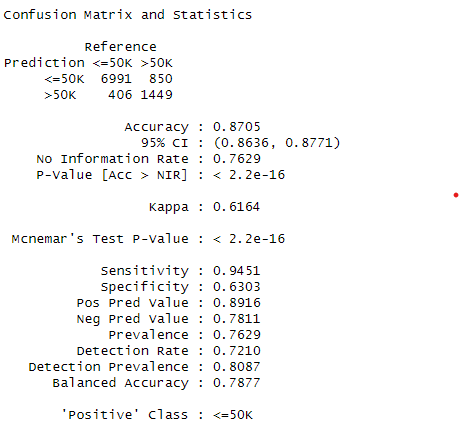 Confusion Matrix and Statistics
Reference
Prediction <=50K >50K
<=50K 6991 850
>50K 406 1449
Accuracy : 0.8705
95% CI : (0.8636, 0.8771)
No Information Rate : 0.7629
P-Value [Acc > NIR] : < 2.2e-16
Kappa : 0.6164
Mcnemar's Test P-Value : < 2.2e-16
Sensitivity : 0.9451
Specificity : 0.6303
Pos Pred Value : 0.8916
Neg Pred Value : 0.7811
Prevalence : 0.7629
Detection Rate : 0.7210
Detection Prevalence : 0.8087
Balanced Accuracy : 0.7877
'Positive' Class : <=50K